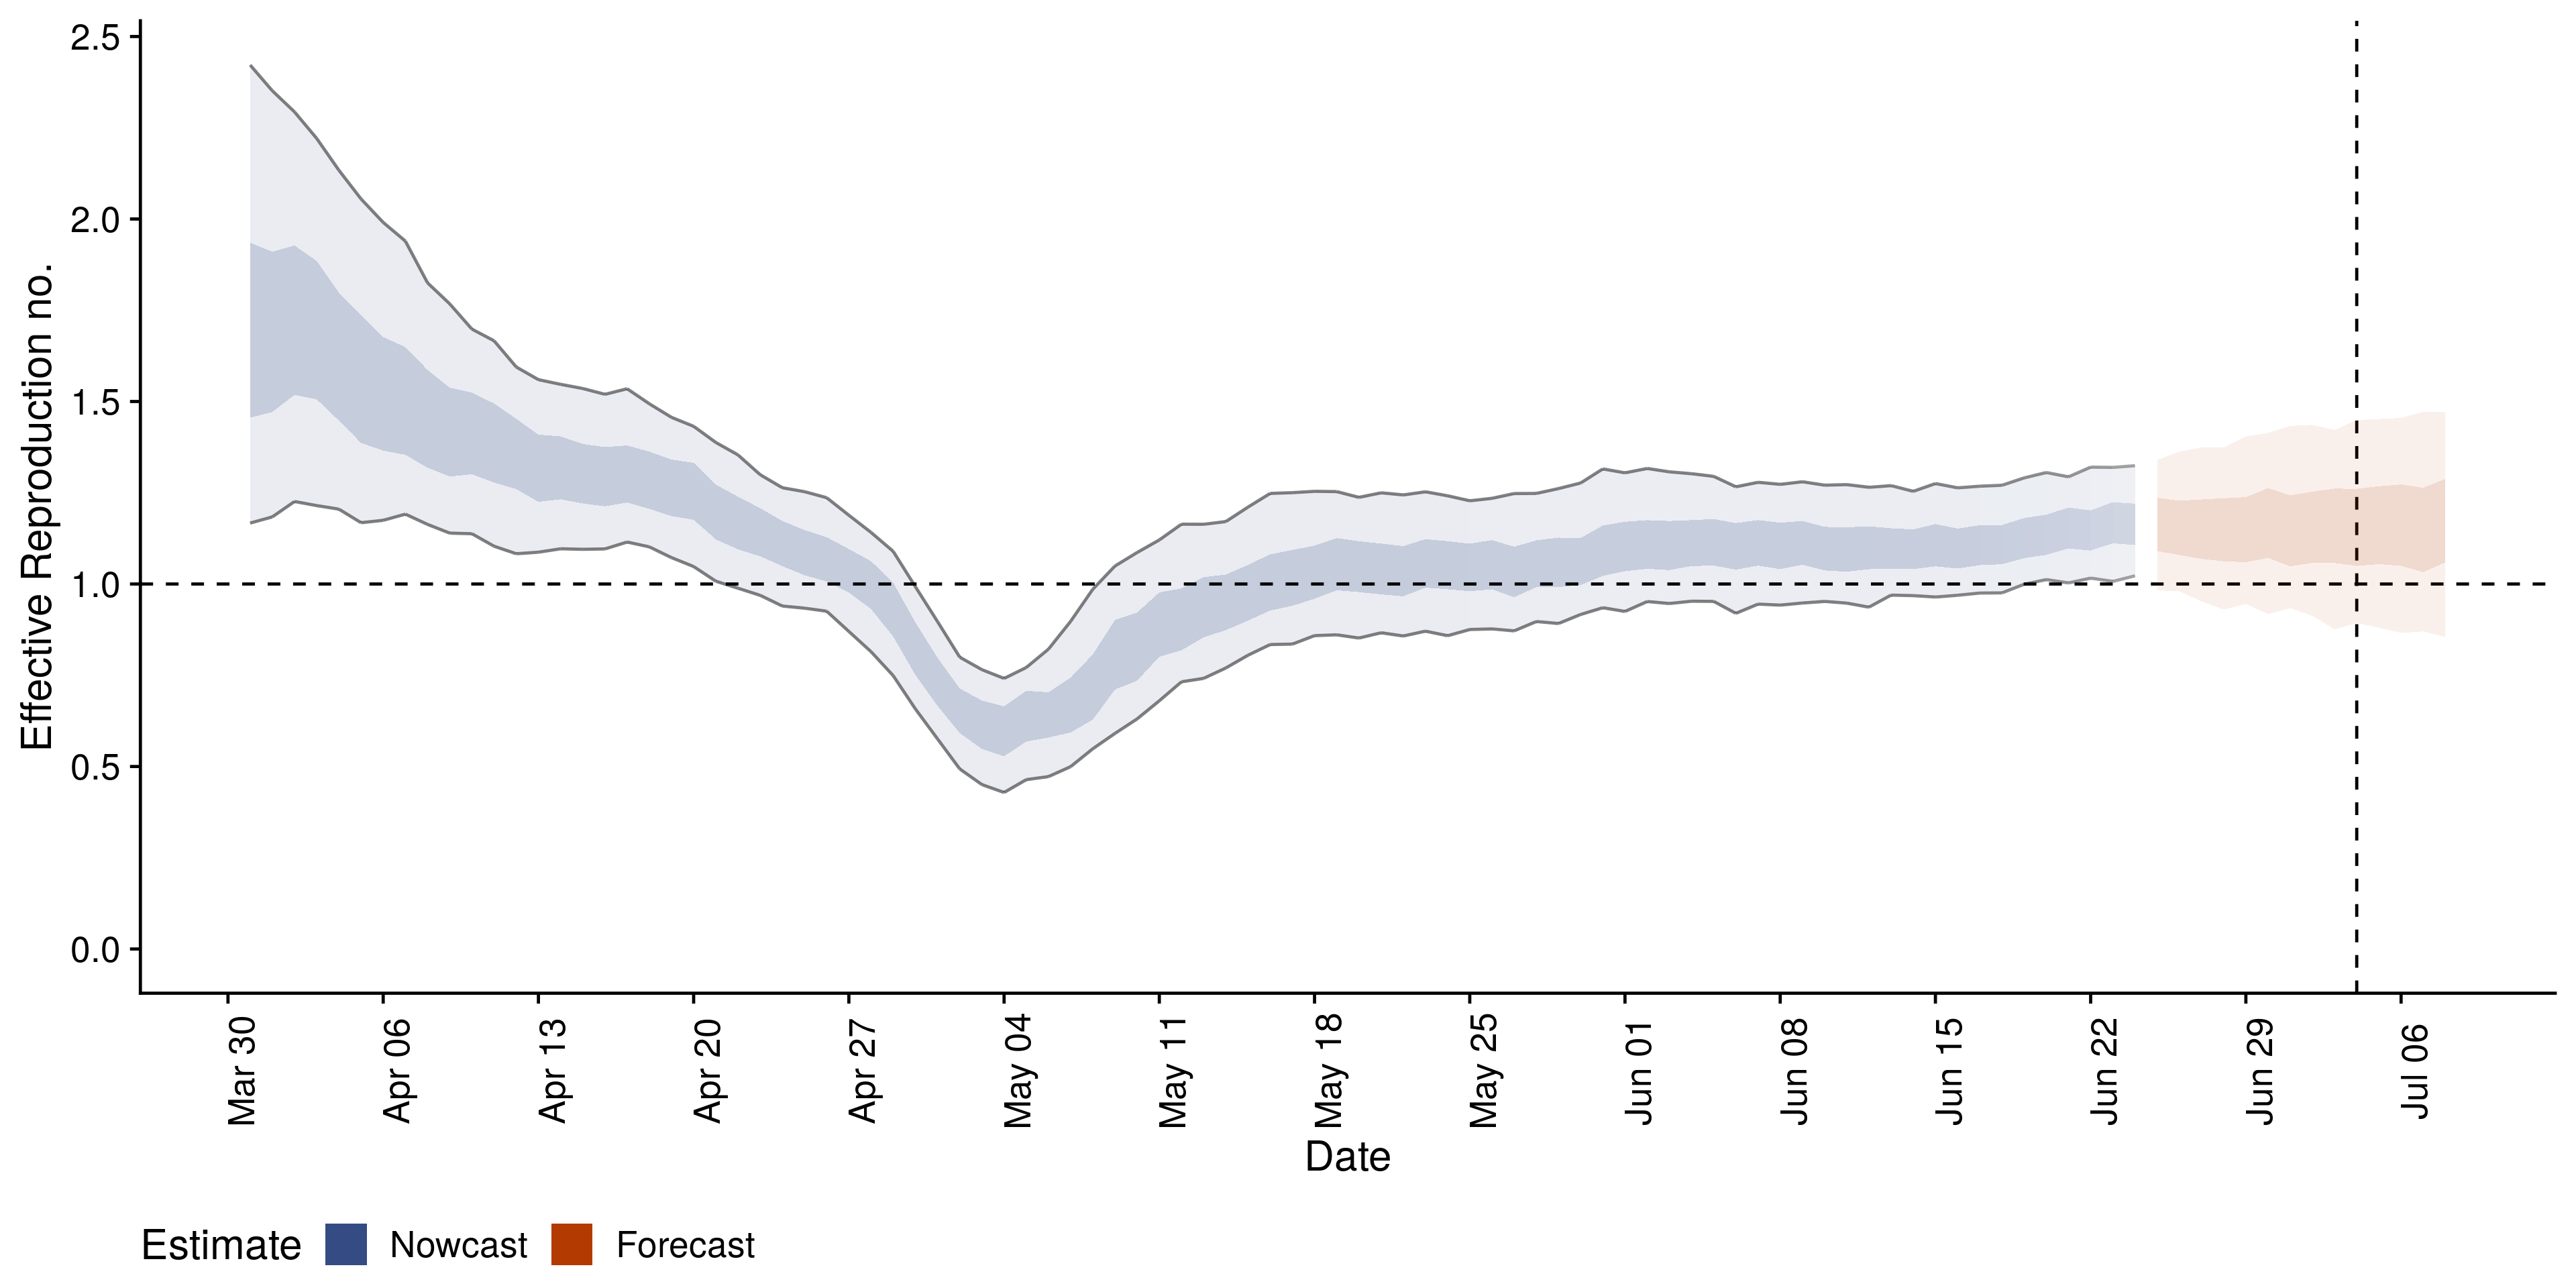 Effective Reproduction no.
2.5
2.0
1.5
1.0
0.5
0.0
Mar 30
Apr 06
Apr 13
Apr 20
Apr 27
May 04
May 11
May 18
May 25
Jun 01
Jun 08
Jun 15
Jun 22
Jun 29
Jul 06
Date
Estimate Nowcast Forecast